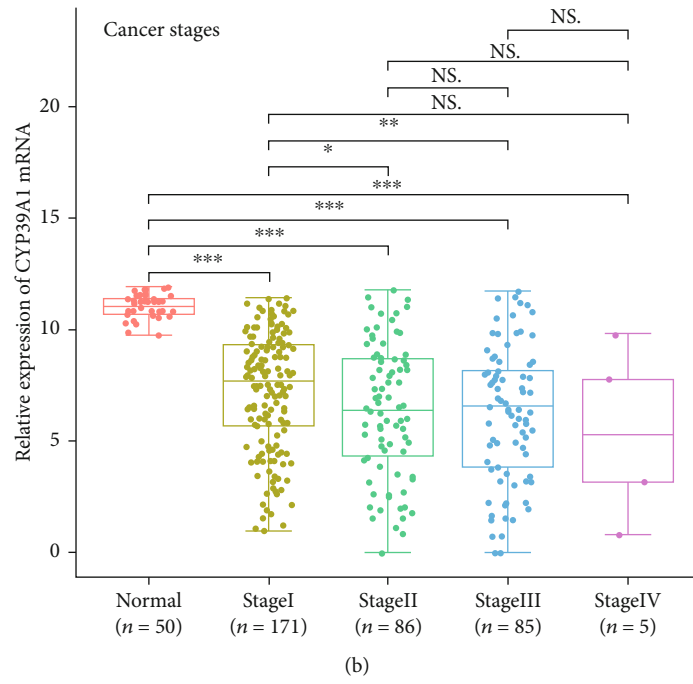 Cancer stages
NS.
NS.
NS.
NS.
**
*
***
***
***
***
20
15
10
5
0
Relative expression of CYP39A1 mRNA
Normal
(n = 50)
StageI
(n = 171)
StageII
(n = 86)
StageIII
(n = 85)
StageIV
(n = 5)
(b)